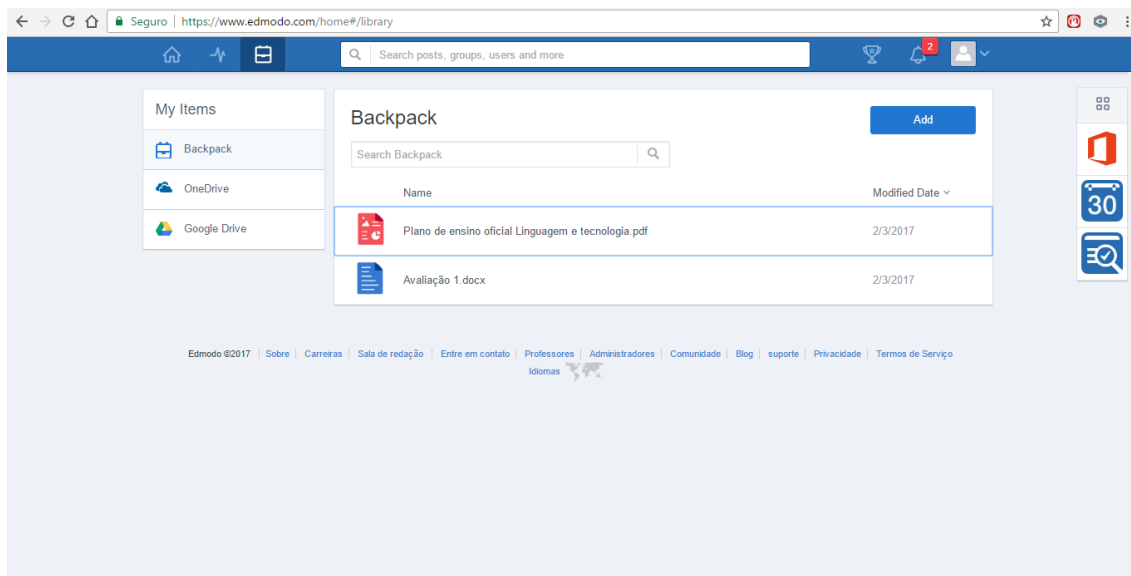 Seguro | https://www.edmodo.com/home#/library
Search posts, groups, users and more
2
My Items
Backpack
OneDrive
Google Drive
Backpack
Add
Search Backpack
Name Modified Date
Plano de ensino oficial Linguagem e tecnologia.pdf 2/3/2017
Avaliação 1.docx 2/3/2017
30
Edmodo ©2017 | Sobre | Carreiras | Sala de redação | Entre em contato | Professores | Administradores | Comunidade | Blog | suporte | Privacidade | Termos de Serviço
Idiomas